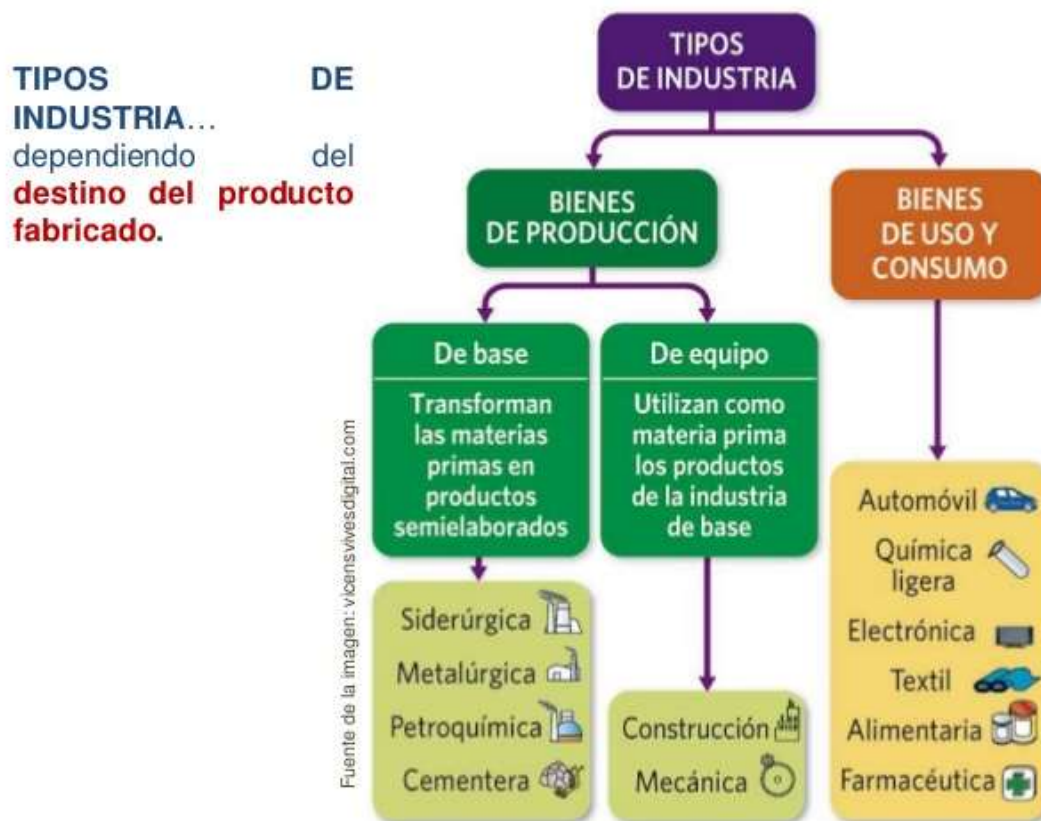 TIPOS DE
INDUSTRIA…
dependiendo del
destino del producto
fabricado.
TIPOS
DE INDUSTRIA
BIENES
DE PRODUCCIÓN
BIENES
DE USO Y
CONSUMO
De base
Transforman
las materias
primas en
productos
semielaborados
De equipo
Utilizan como
materia prima
los productos
de la industria
de base
Siderúrgica
Metalúrgica
Petroquímica
Cementera
Construcción
Mecánica
Automóvil
Química
ligera
Electrónica
Textil
Alimentaria
Farmacéutica
Fuente de la imagen: vicensvivesdigital.com